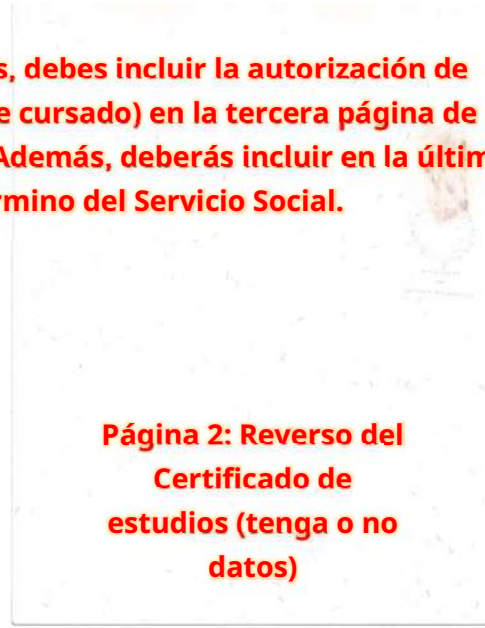 s, debes incluir la autorización de
e cursado) en la tercera página de
Además, deberás incluir en la últim
rmino del Servicio Social.
Página 2: Reverso del
Certificado de
estudios (tenga o no
datos)